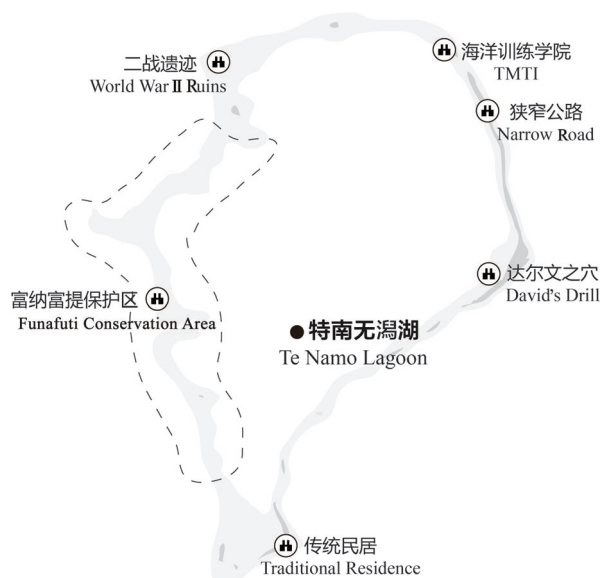 海洋训练学院
TMTI
二战遗迹
World War Ⅱ Ruins
狭窄公路
Narrow Road
达尔文之穴
David's Drill
富纳富提保护区
Funafuti Conservation Area
特南无潟湖
Te Namo Lagoon
传统民居
Traditional Residence